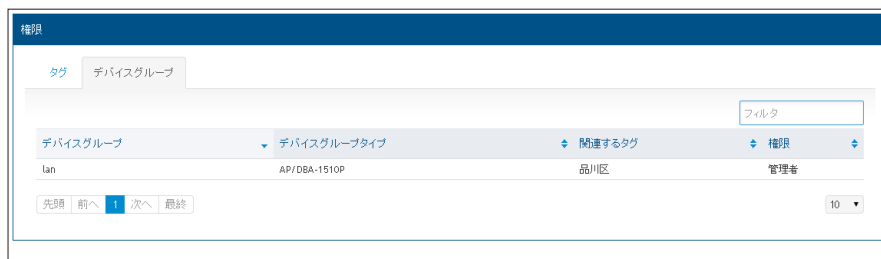 権限
タグ デバイスグループ
フィルタ
デバイスグループ デバイスグループタイプ 関連するタグ 権限
lan AP/DBA-1510P 品川区 管理者
先頭 前へ 1 次へ 最終 10